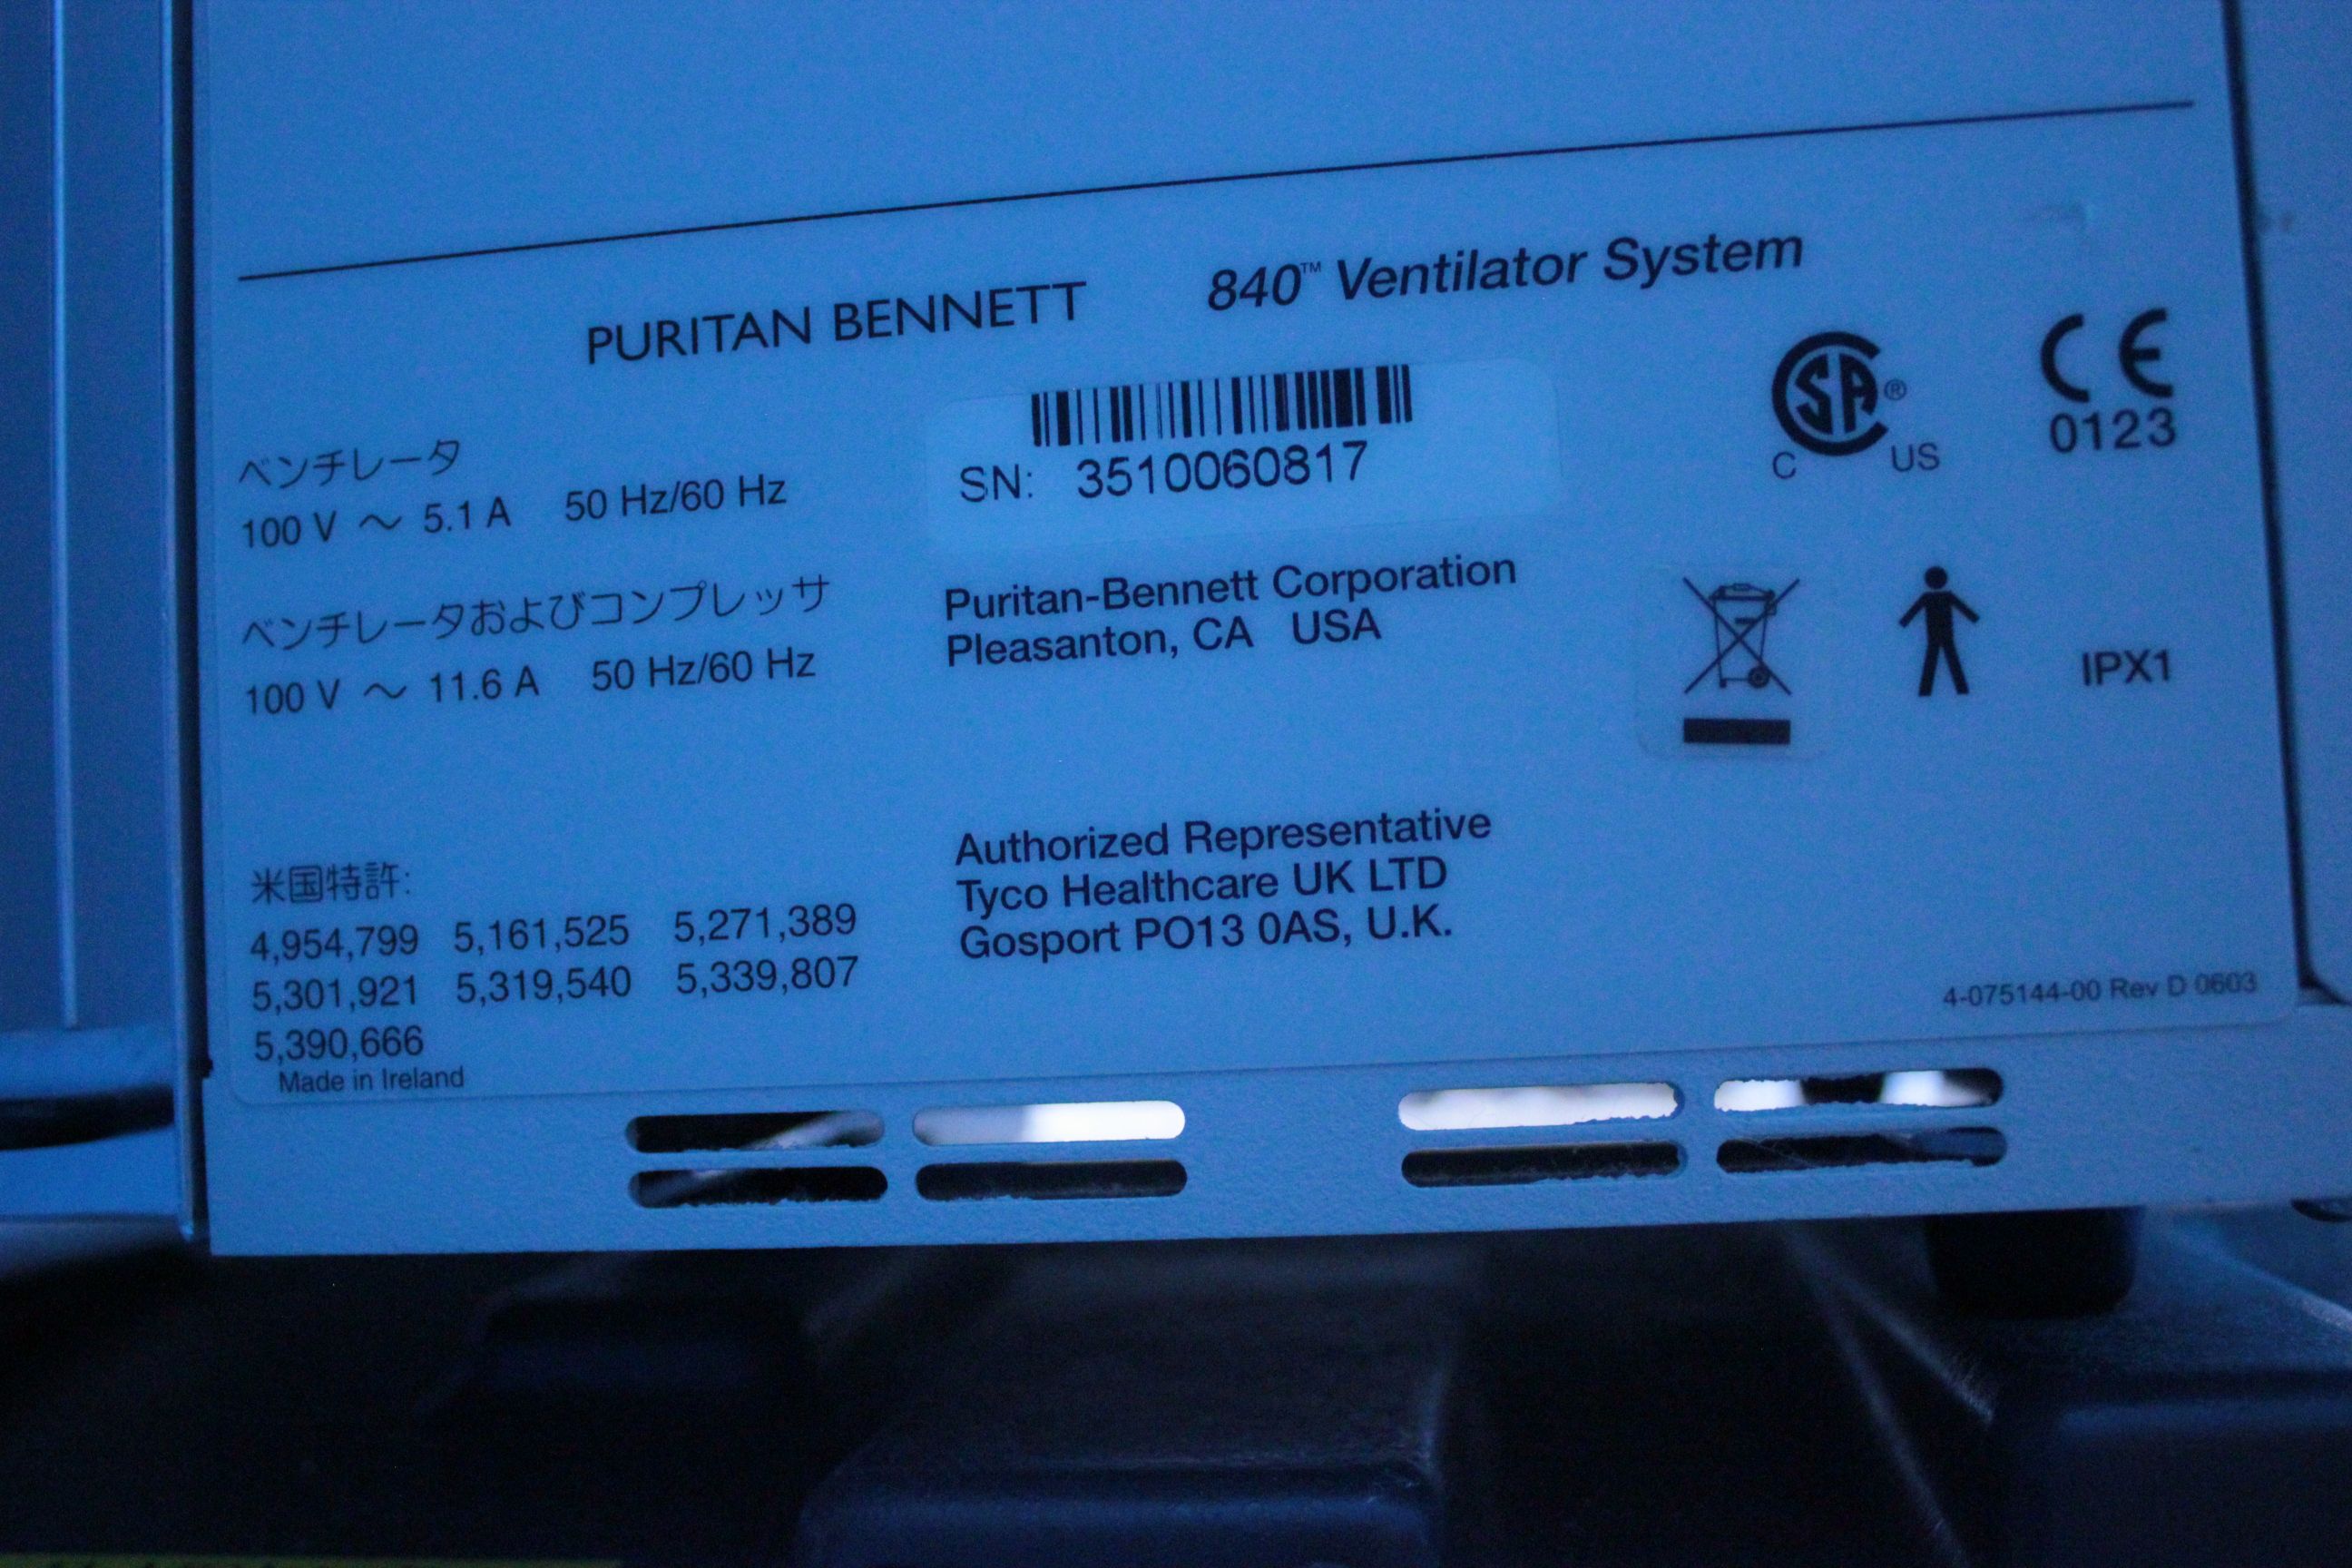 PURITAN BENNETT 840™ Ventilator System
ベンチレータ
100 V ～ 5.1 A 50 Hz/60 Hz
ベンチレータおよびコンプレッサ
100 V ～ 11.6 A 50 Hz/60 Hz
SN: 3510060817
Puritan-Bennett Corporation
Pleasanton, CA USA
SA®
C US
CE
0123
IPX1
米国特許:
4,954,799 5,161,525 5,271,389
5,301,921 5,319,540 5,339,807
5,390,666
Made in Ireland
Authorized Representative
Tyco Healthcare UK LTD
Gosport PO13 0AS, U.K.
4-075144-00 Rev D 0603